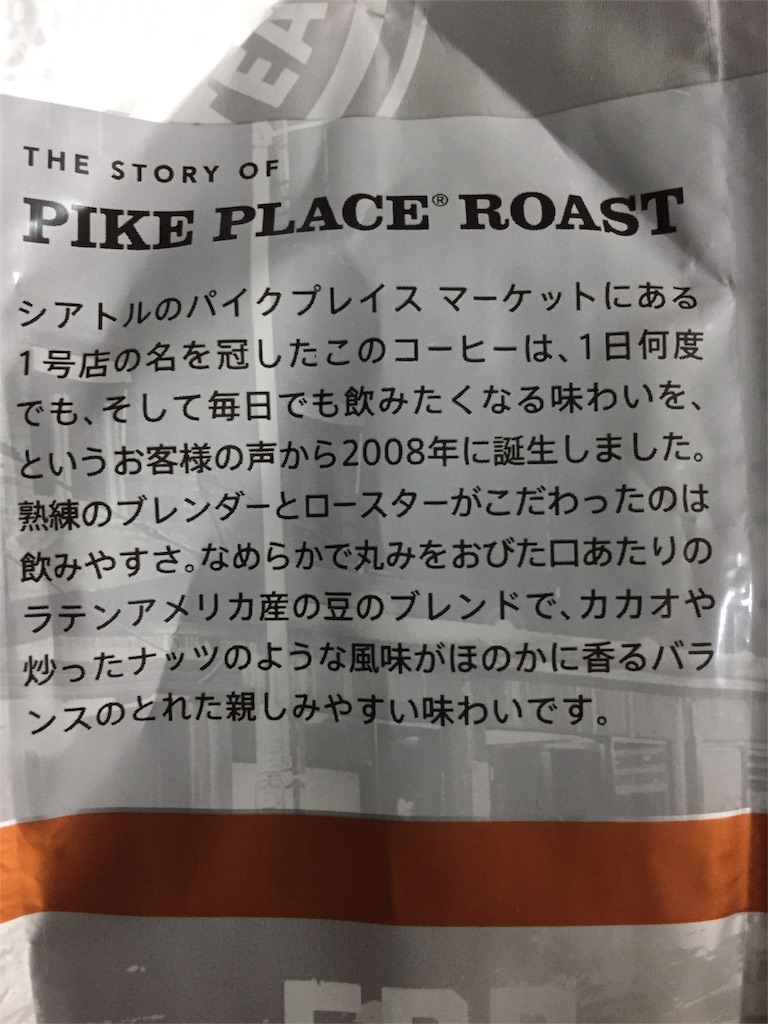 TEA
THE STORY OF
PIKE PLACE® ROAST
シアトルのパイクプレイス マーケットにある
1号店の名を冠したこのコーヒーは、1日何度
でも、そして毎日でも飲みたくなる味わいを、
というお客様の声から2008年に誕生しました。
熟練のブレンダーとロースターがこだわったのは
飲みやすさ。なめらかで丸みをおびた口あたりの
ラテンアメリカ産の豆のブレンドで、カカオや
炒ったナッツのような風味がほのかに香るバラ
ンスのとれた親しみやすい味わいです。